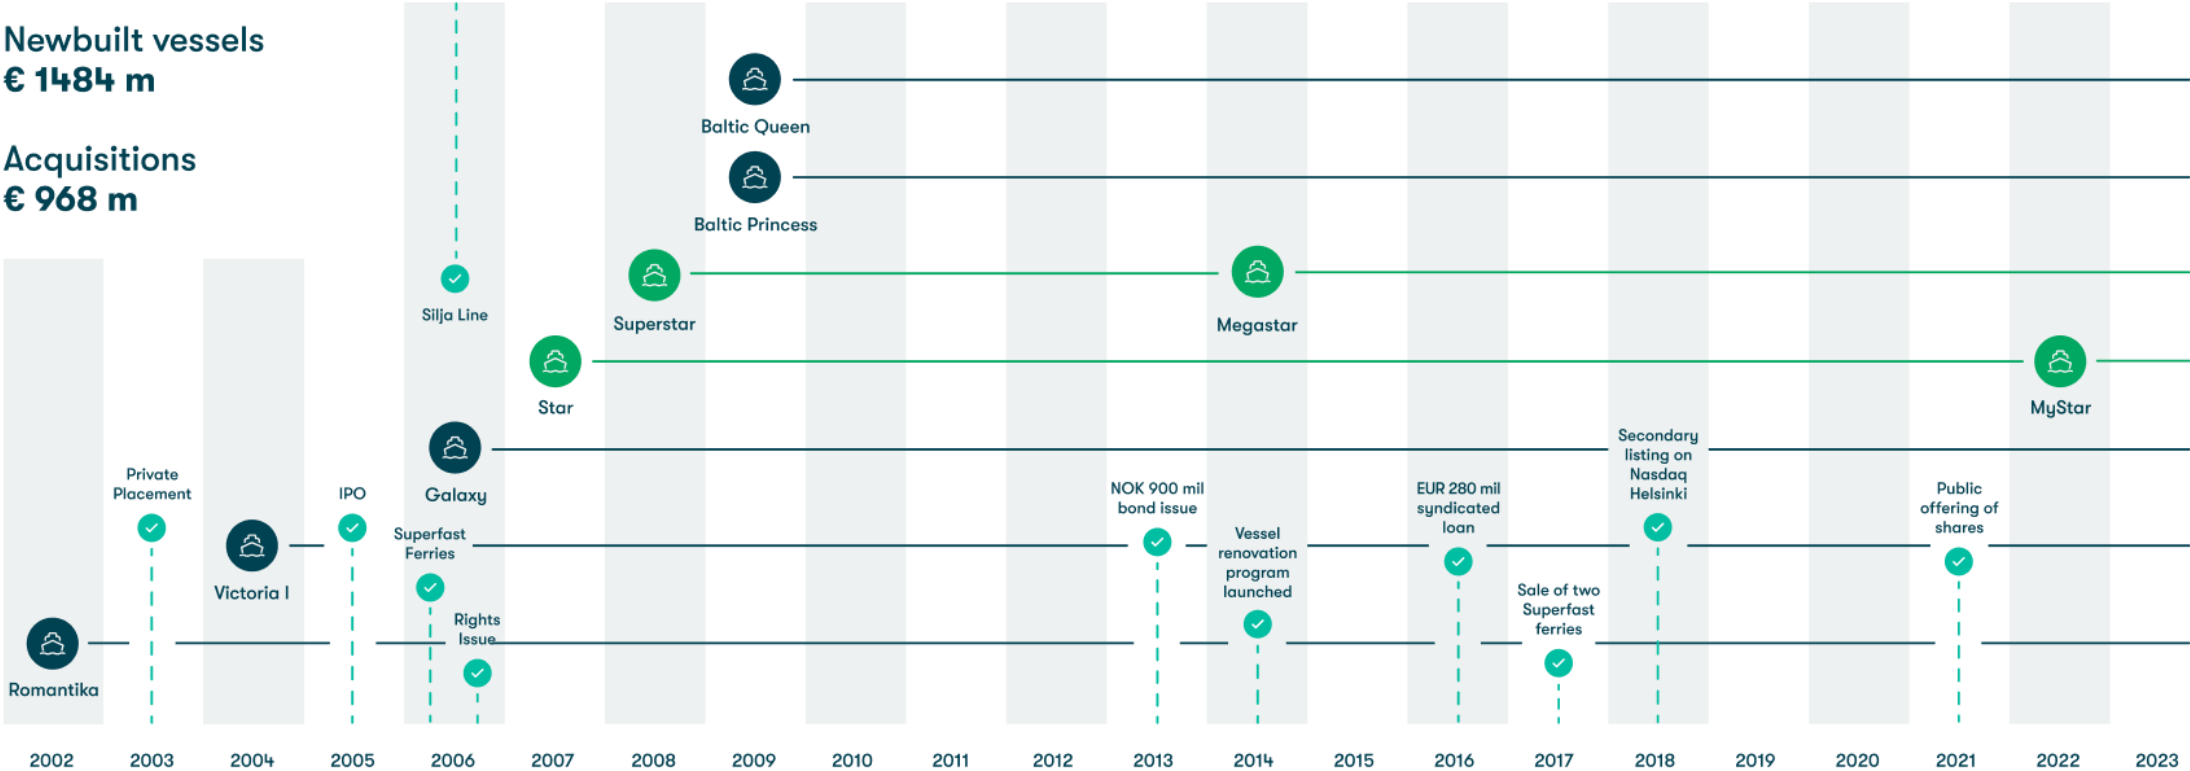 Newbuilt vessels
€ 1484 m
Acquisitions
€ 968 m
Baltic Queen
Baltic Princess
Silja Line
Superstar
Megastar
Star
MyStar
Galaxy
Private
Placement
IPO
Superfast
Ferries
Rights
Issue
Victoria I
Romantika
NOK 900 mil
bond issue
Vessel
renovation
program
launched
EUR 280 mil
syndicated
loan
Sale of two
Superfast
ferries
Secondary
listing on
Nasdaq
Helsinki
Public
offering of
shares
2002 2003 2004 2005 2006 2007 2008 2009 2010 2011 2012 2013 2014 2015 2016 2017 2018 2019 2020 2021 2022 2023